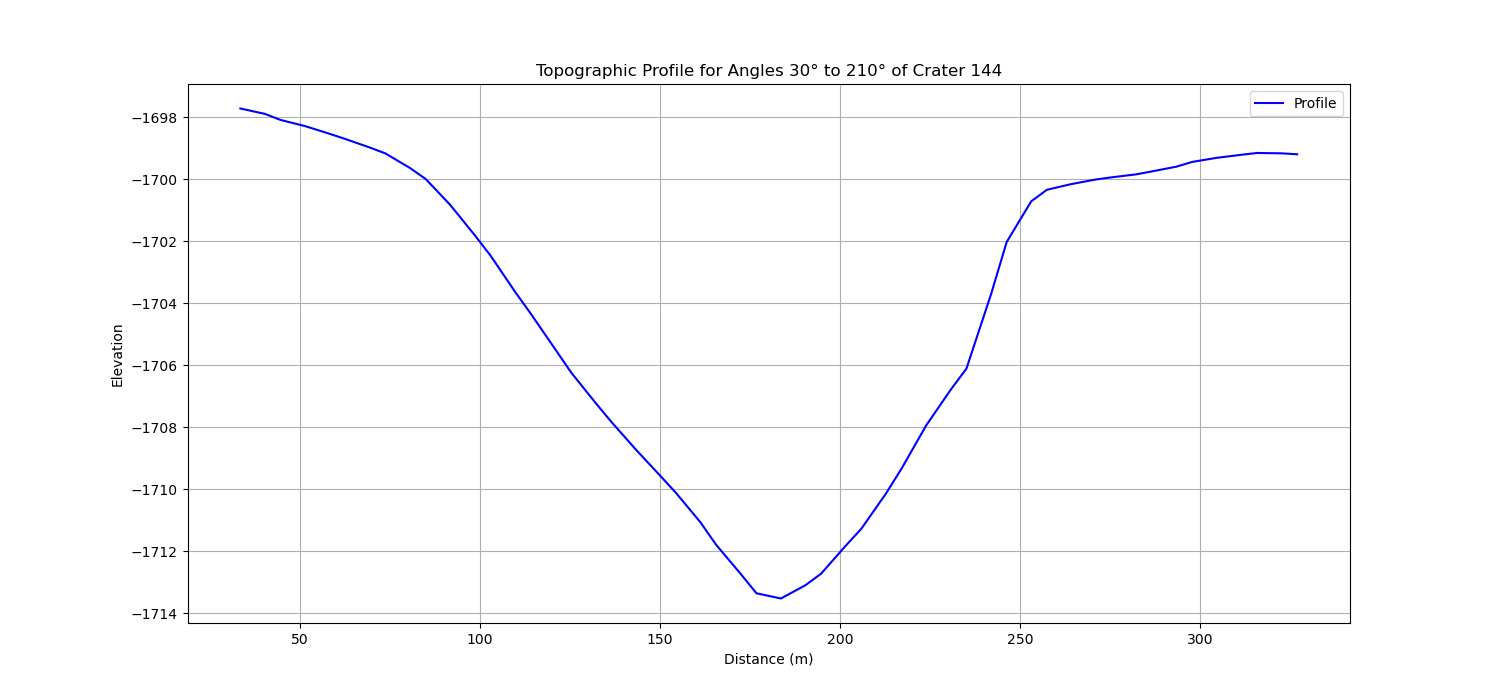 Topographic Profile for Angles 30° to 210° of Crater 144
Profile
−1698
−1700
−1702
−1704
−1706
−1708
−1710
−1712
−1714
Elevation
50 100 150 200 250 300
Distance (m)